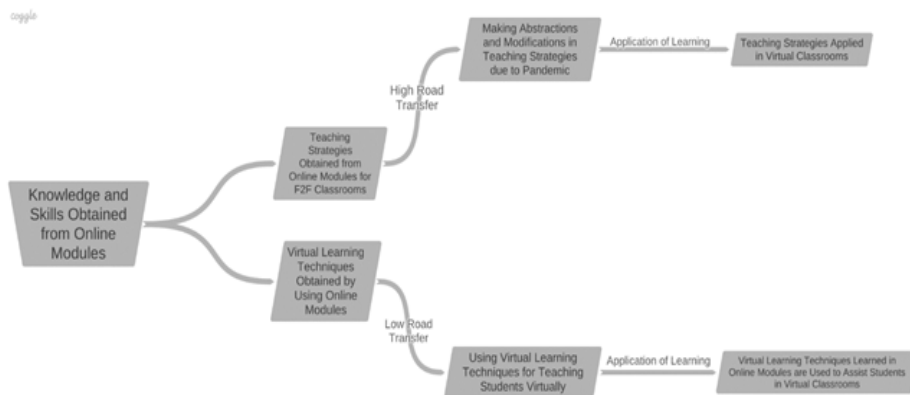 coggle
Making Abstractions
and Modifications in
Teaching Strategies
due to Pandemic
Application of Learning
Teaching Strategies Applied
in Virtual Classrooms
High Road
Transfer
Teaching
Strategies
Obtained from
Online Modules for
F2F Classrooms
Knowledge and
Skills Obtained
from Online
Modules
Virtual Learning
Techniques
Obtained by
Using Online
Modules
Low Road
Transfer
Using Virtual Learning
Techniques for Teaching
Students Virtually
Application of Learning
Virtual Learning Techniques Learned in
Online Modules are Used to Assist Students
in Virtual Classrooms